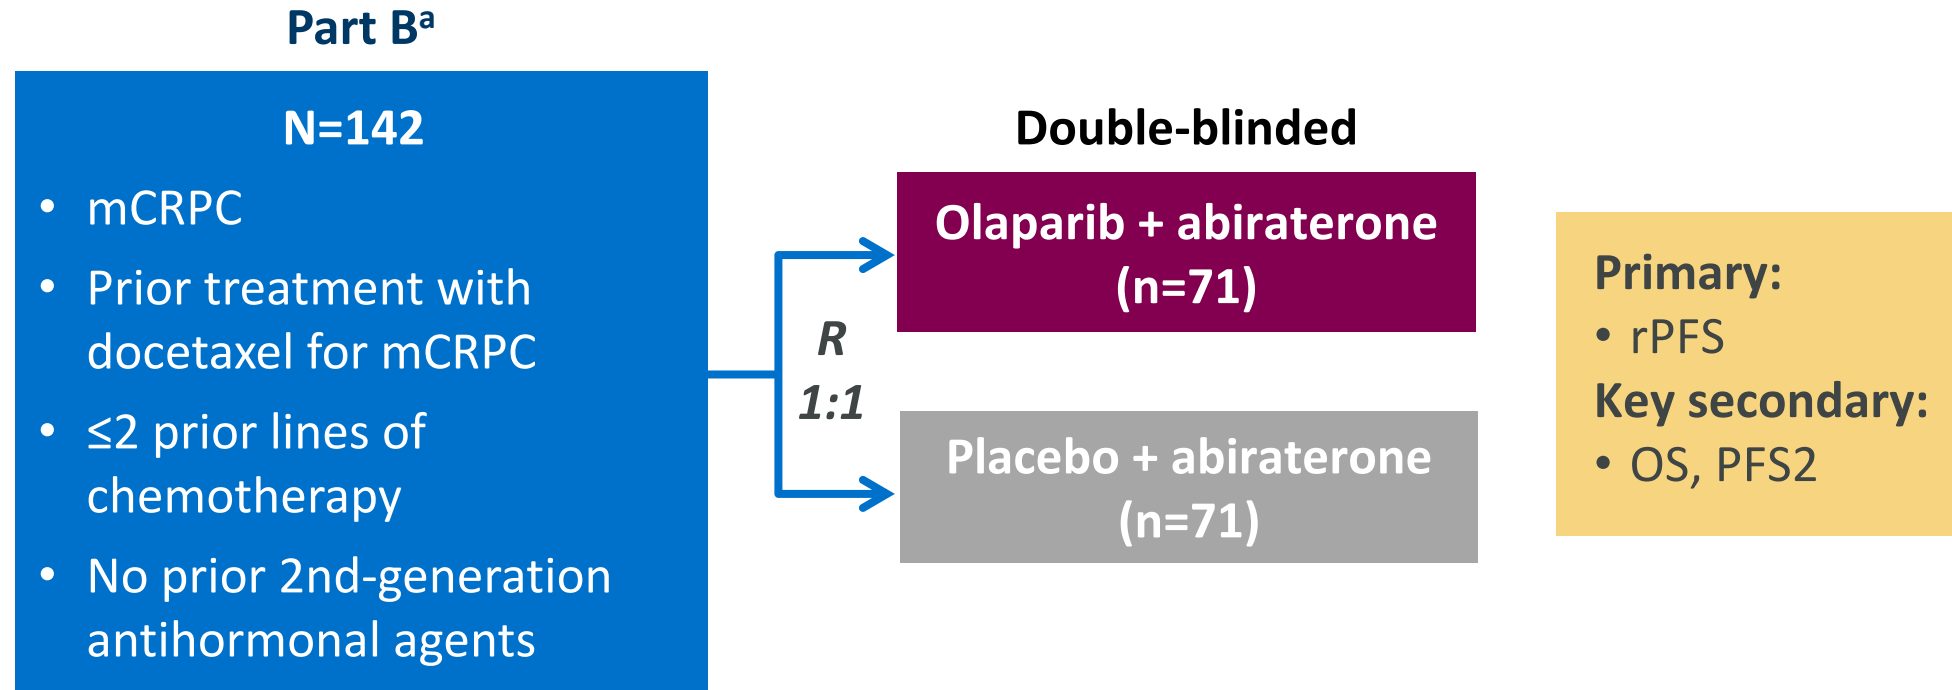 Part Bª
N=142
• mCRPC
• Prior treatment with
docetaxel for mCRPC
• ≤2 prior lines of
chemotherapy
• No prior 2nd-generation
antihormonal agents
R
1:1
Double-blinded
Olaparib + abiraterone
(n=71)
Placebo + abiraterone
(n=71)
Primary:
• rPFS
Key secondary:
• OS, PFS2